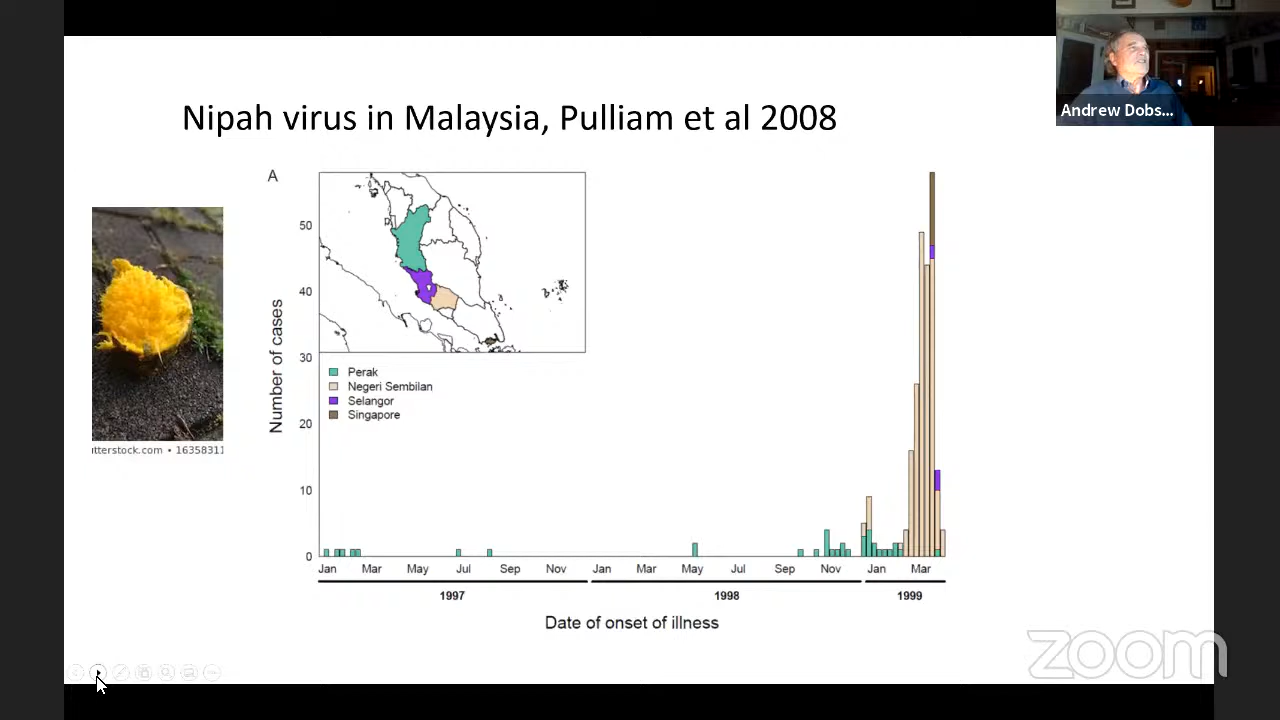 Andrew Dobs...
Nipah virus in Malaysia, Pulliam et al 2008
A
50
40
30
20
10
0
Number of cases
Perak
Negeri Sembilan
Selangor
Singapore
Jan Mar May Jul Sep Nov Jan Mar May Jul Sep Nov Jan Mar
1997 1998 1999
Date of onset of illness
utterstock.com • 16358311
zoom